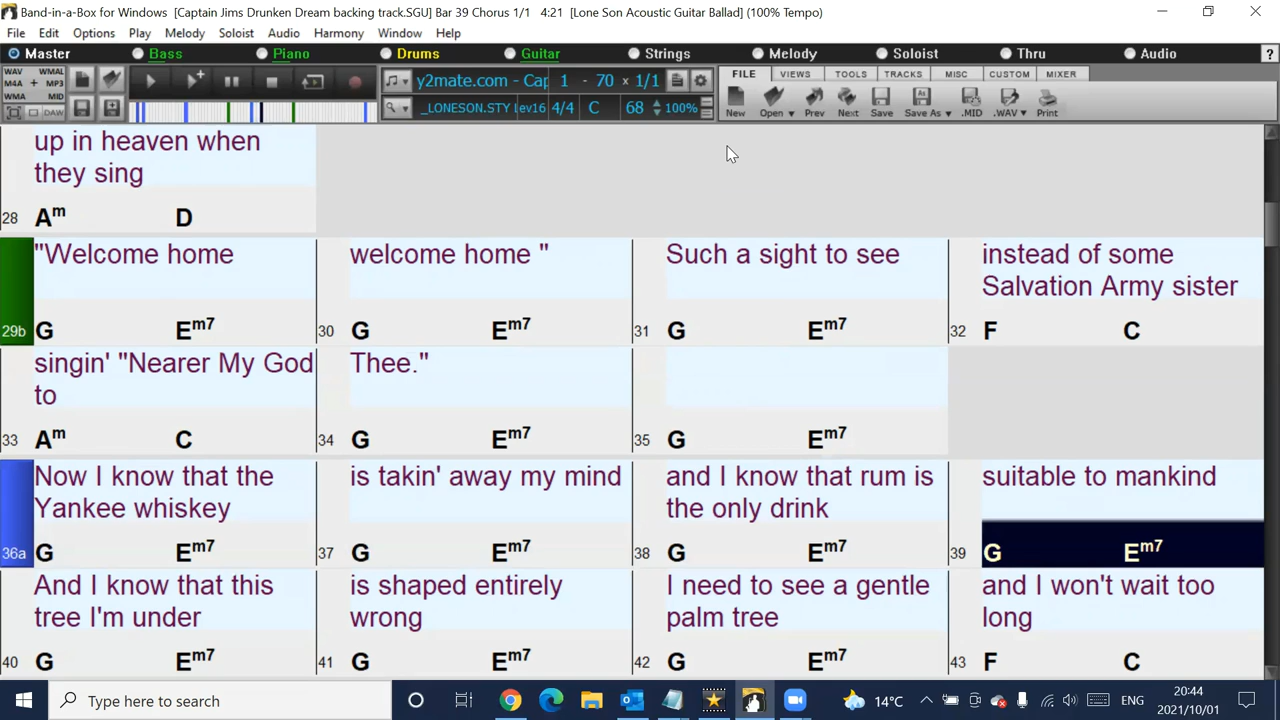 Band-in-a-Box for Windows [Captain Jims Drunken Dream backing track.SGU] Bar 39 Chorus 1/1 4:21 [Lone Son Acoustic Guitar Ballad] (100% Tempo)
File Edit Options Play Melody Soloist Audio Harmony Window Help
Master Bass Piano Drums Guitar Strings Melody Soloist Thru Audio ?
WAV WMAL
M4A + MP3
WMA MID
DAW
y2mate.com - Cap 1 - 70 x 1/1
_LONESON.STY Lev16 4/4 C 68 100%
FILE VIEWS TOOLS TRACKS MISC CUSTOM MIXER
New Open Prev Next Save Save As .MID .WAV Print
up in heaven when
they sing
28 Am D
"Welcome home welcome home " Such a sight to see instead of some
Salvation Army sister
29b G Em7 30 G Em7 31 G Em7 32 F C
singin' "Nearer My God Thee."
to
33 Am C 34 G Em7 35 G Em7
Now I know that the is takin' away my mind and I know that rum is suitable to mankind
Yankee whiskey the only drink
36a G Em7 37 G Em7 38 G Em7 39 G Em7
And I know that this is shaped entirely I need to see a gentle and I won't wait too
tree I'm under wrong palm tree long
40 G Em7 41 G Em7 42 G Em7 43 F C
Type here to search 14°C ENG 20:44
2021/10/01